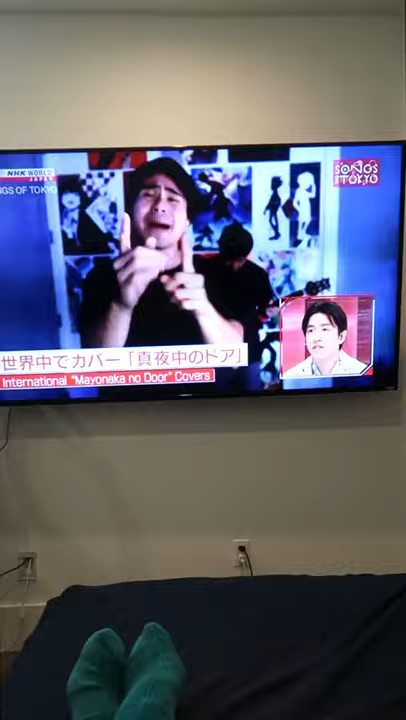 NHK WORLD
JAPAN
NGS OF TOKYO
SONGS
OF TOKYO
世界中でカバー「真夜中のドア」
International "Mayonaka no Door" Covers